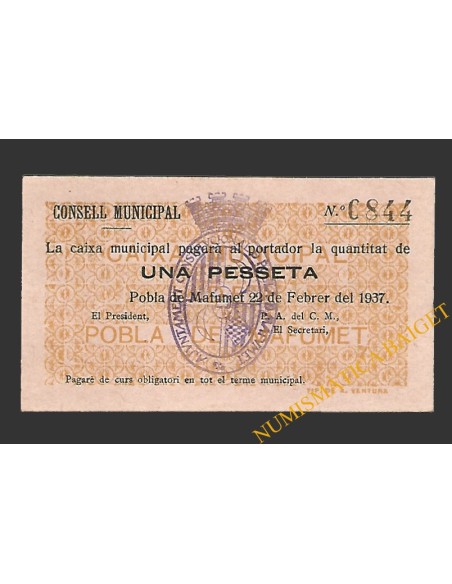 CONSELL MUNICIPAL
N.º 0844
La caixa municipal pagarà al portador la quantitat de
UNA PESSETA
Pobla de Mafumet 22 de Febrer del 1937.
El President,
P. A. del C. M.,
El Secretari,
POBLA DE MAFUMET
Pagaré de curs obligatori en tot el terme municipal.
VENTURA
NUMISMATICA BAIGET